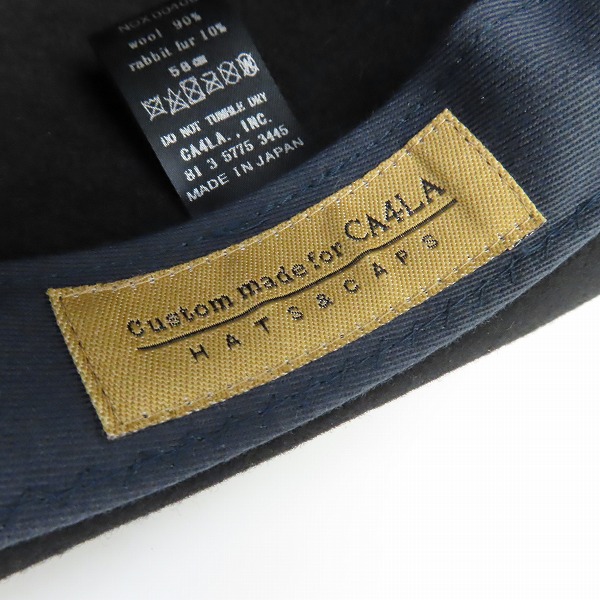 wool 90%
rabbit fur 10%
58cm
DO NOT TUMBLE DRY
CA4LA., INC.
81 3 5775 3445
MADE IN JAPAN
Custom made for CA4LA
HATS&CAPS